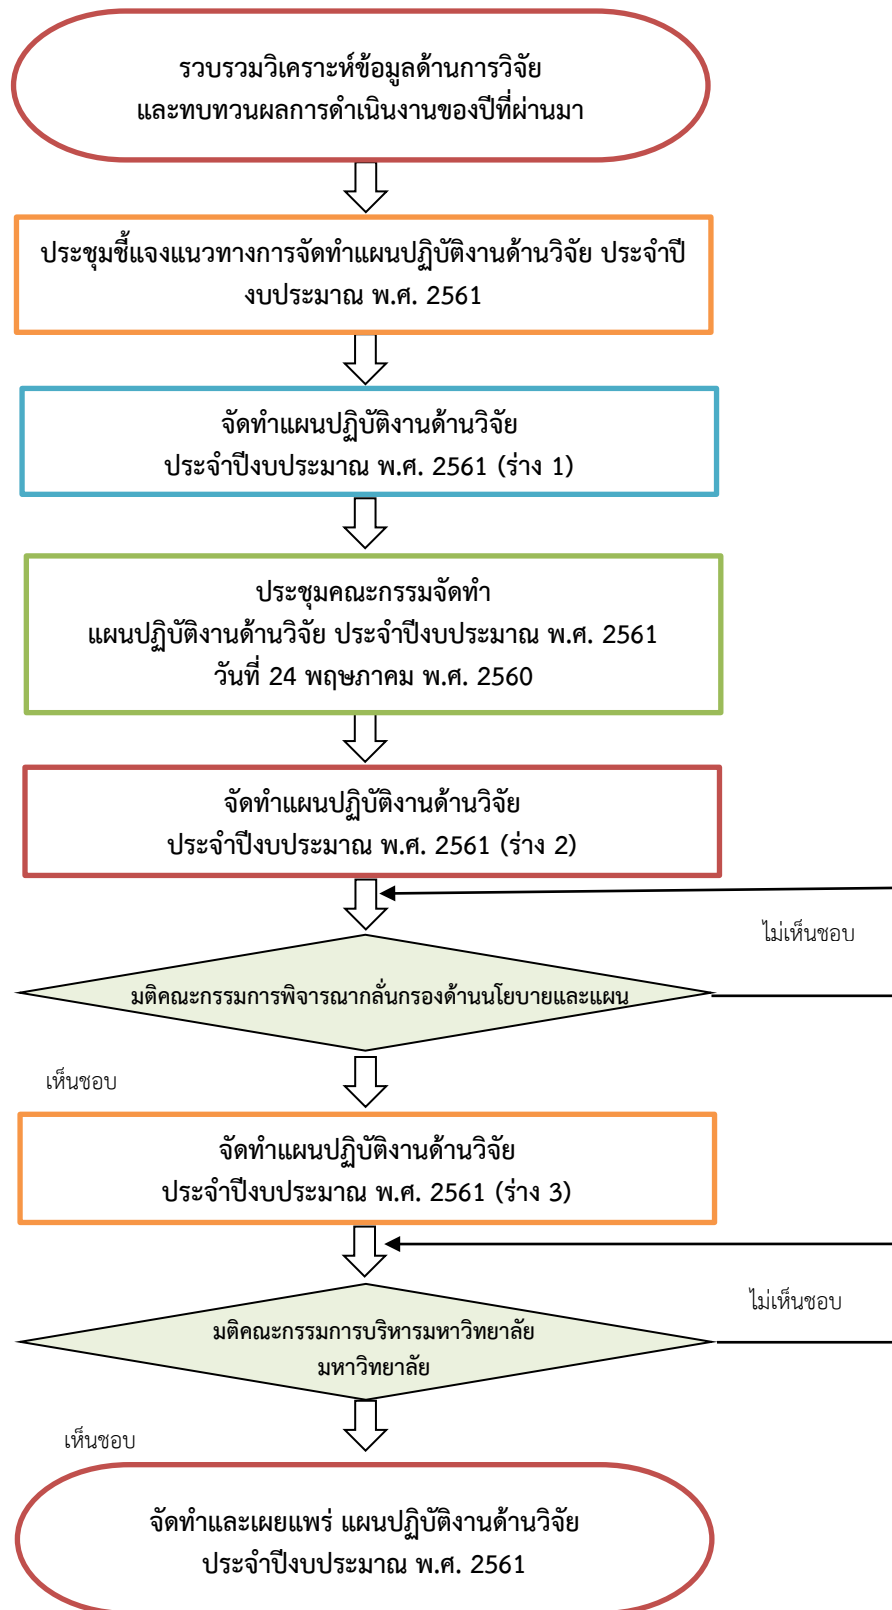 รวบรวมวิเคราะห์ข้อมูลด้านการวิจัย
และทบทวนผลการดำเนินงานของปีที่ผ่านมา
ประชุมชี้แจงแนวทางการจัดทำแผนปฏิบัติงานด้านวิจัย ประจำปี
งบประมาณ พ.ศ. 2561
จัดทำแผนปฏิบัติงานด้านวิจัย
ประจำปีงบประมาณ พ.ศ. 2561 (ร่าง 1)
ประชุมคณะกรรมจัดทำ
แผนปฏิบัติงานด้านวิจัย ประจำปีงบประมาณ พ.ศ. 2561
วันที่ 24 พฤษภาคม พ.ศ. 2560
จัดทำแผนปฏิบัติงานด้านวิจัย
ประจำปีงบประมาณ พ.ศ. 2561 (ร่าง 2)
ไม่เห็นชอบ
มติคณะกรรมการพิจารณากลั่นกรองด้านนโยบายและแผน
เห็นชอบ
จัดทำแผนปฏิบัติงานด้านวิจัย
ประจำปีงบประมาณ พ.ศ. 2561 (ร่าง 3)
ไม่เห็นชอบ
มติคณะกรรมการบริหารมหาวิทยาลัย
มหาวิทยาลัย
เห็นชอบ
จัดทำและเผยแพร่ แผนปฏิบัติงานด้านวิจัย
ประจำปีงบประมาณ พ.ศ. 2561